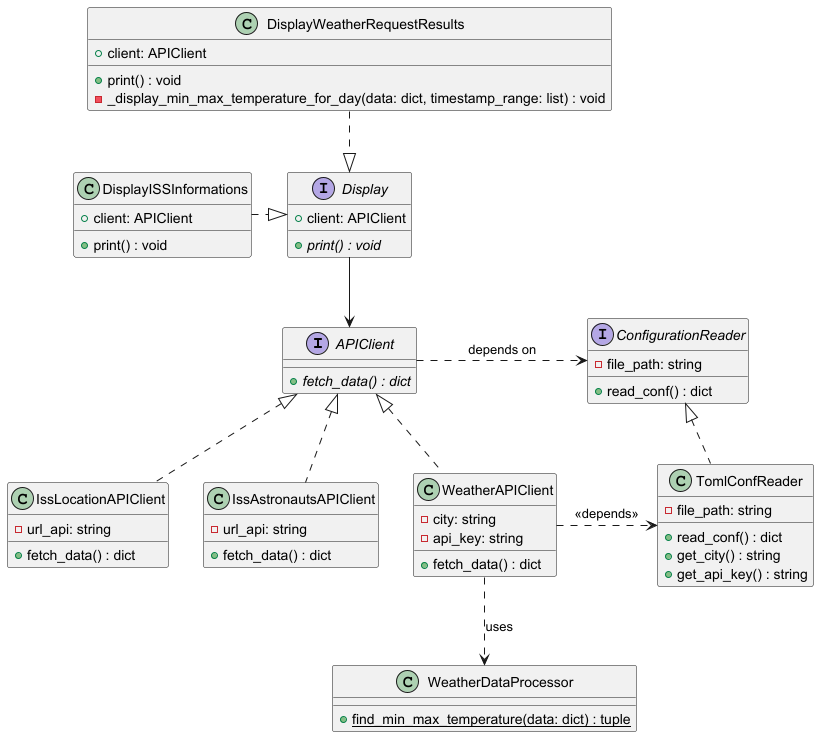 C DisplayWeatherRequestResults
client: APIClient
print() : void
_display_min_max_temperature_for_day(data: dict, timestamp_range: list) : void
C DisplayISSInformations
client: APIClient
print() : void
I Display
client: APIClient
print() : void
I APIClient
fetch_data() : dict
depends on
I ConfigurationReader
file_path: string
read_conf() : dict
C IssLocationAPIClient
url_api: string
fetch_data() : dict
C IssAstronautsAPIClient
url_api: string
fetch_data() : dict
C WeatherAPIClient
city: string
api_key: string
fetch_data() : dict
«depends»
C TomlConfReader
file_path: string
read_conf() : dict
get_city() : string
get_api_key() : string
uses
C WeatherDataProcessor
find_min_max_temperature(data: dict) : tuple